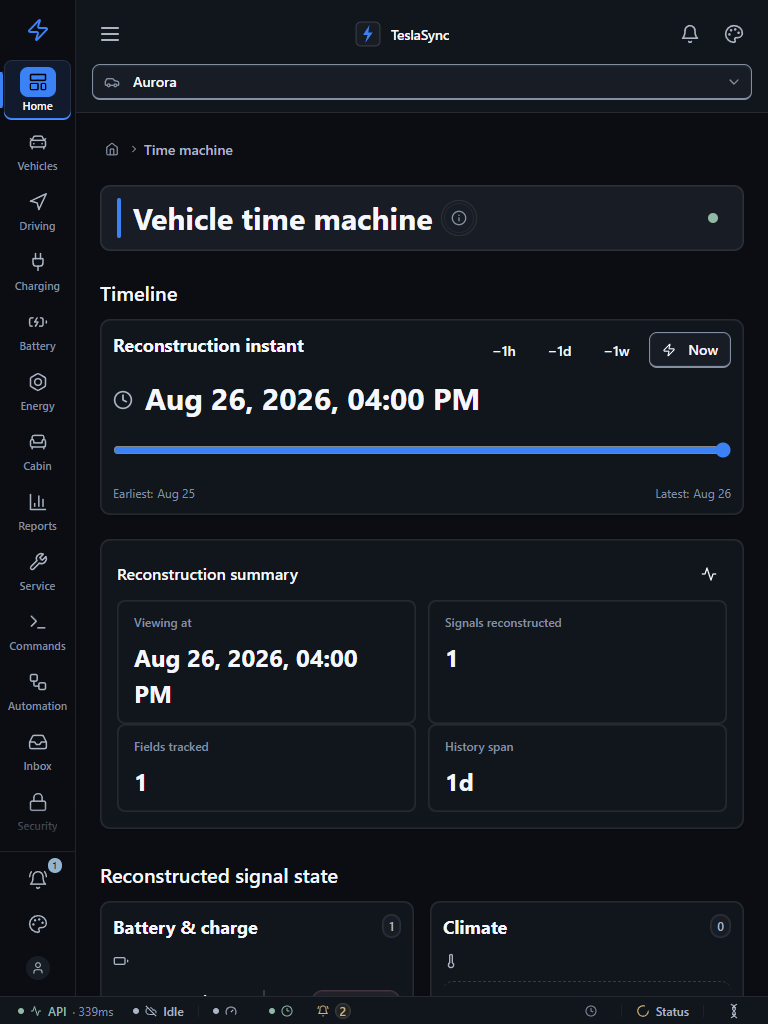 TeslaSync
Aurora
Home
Vehicles
Driving
Charging
Battery
Energy
Cabin
Reports
Service
Commands
Automation
Inbox
Security
1
Time machine
Vehicle time machine
Timeline
Reconstruction instant
−1h −1d −1w Now
Aug 26, 2026, 04:00 PM
Earliest: Aug 25 Latest: Aug 26
Reconstruction summary
Viewing at
Aug 26, 2026, 04:00
PM
Signals reconstructed
1
Fields tracked
1
History span
1d
Reconstructed signal state
Battery & charge 1
Climate 0
API · 339ms Idle 2 Status